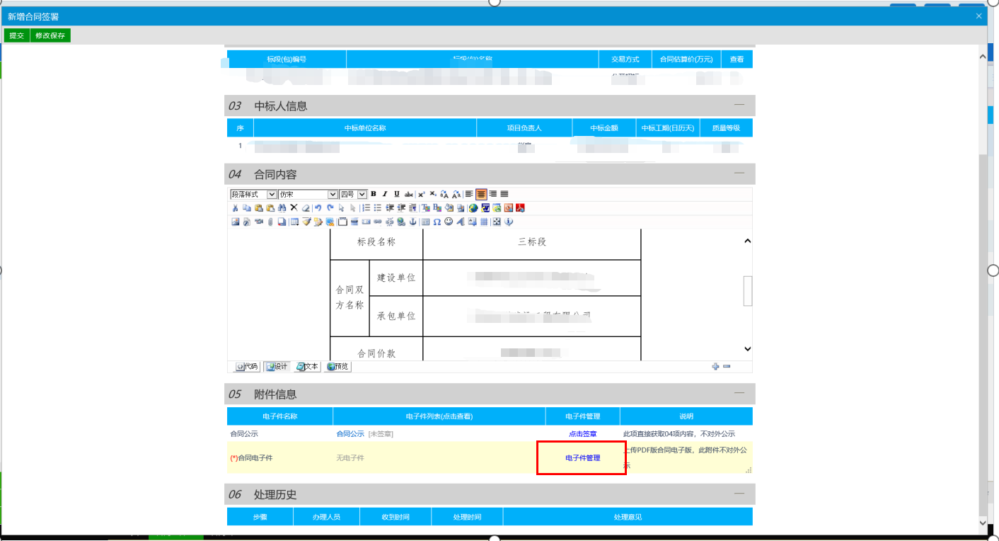 新增合同签署
提交 修改保存
标段(包)编号 标段(包)名称 交易方式 合同估算价(万元) 查看
03 中标人信息
序 中标单位名称 项目负责人 中标金额 中标工期(日历天) 质量等级
1
04 合同内容
段落样式 仿宋 四号
标段名称 三标段
合同双方名称 建设单位
承包单位
合同价款
代码 设计 文本 预览
05 附件信息
电子件名称 电子件列表(点击查看) 电子件管理 说明
合同公示 合同公示 [未签章] 点击签章 此项直接获取04项内容，不对外公示
(*)合同电子件 无电子件 电子件管理 上传PDF版合同电子版，此附件不对外公示
06 处理历史
步骤 办理人员 收到时间 处理时间 处理意见